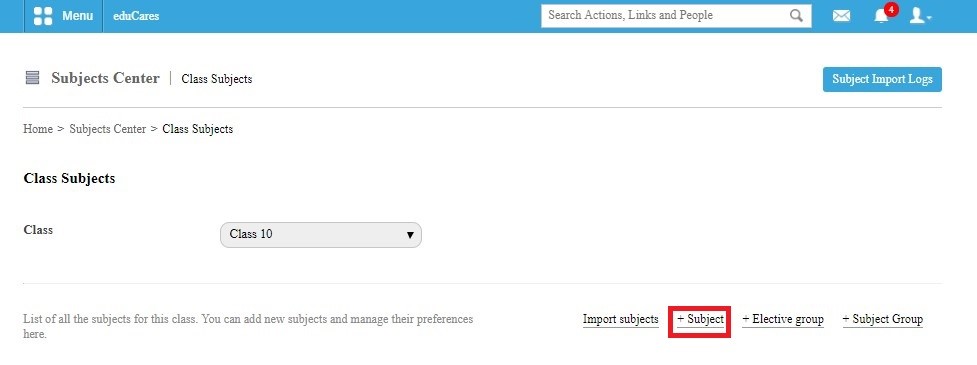 Menu eduCares Search Actions, Links and People 4
Subjects Center | Class Subjects Subject Import Logs
Home > Subjects Center > Class Subjects
Class Subjects
Class Class 10
List of all the subjects for this class. You can add new subjects and manage their preferences
here.
Import subjects + Subject + Elective group + Subject Group